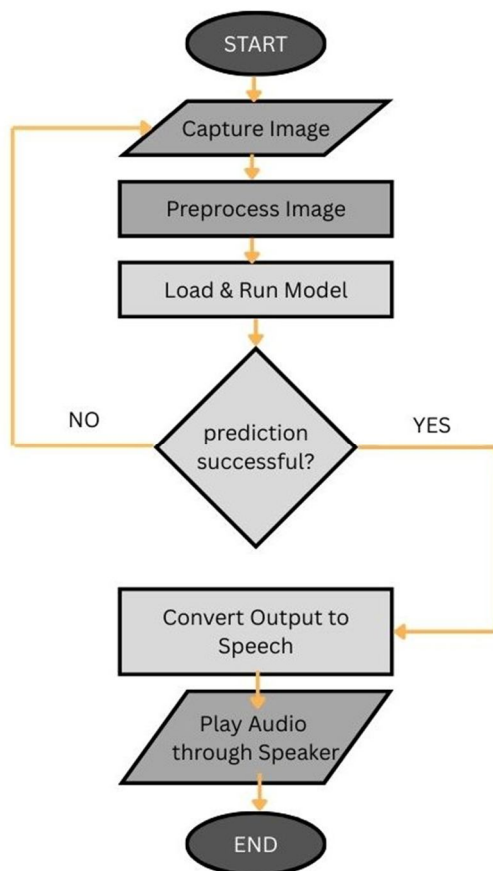 START
Capture Image
Preprocess Image
Load & Run Model
prediction
successful?
NO
YES
Convert Output to
Speech
Play Audio
through Speaker
END